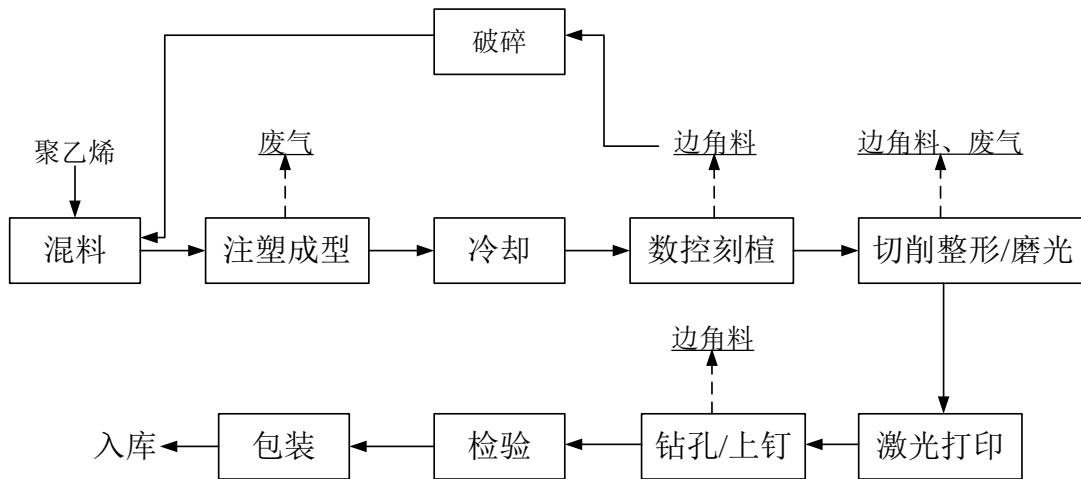 破碎
聚乙烯
废气
边角料
边角料、废气
混料
注塑成型
冷却
数控刻楦
切削整形/磨光
边角料
入库
包装
检验
钻孔/上钉
激光打印